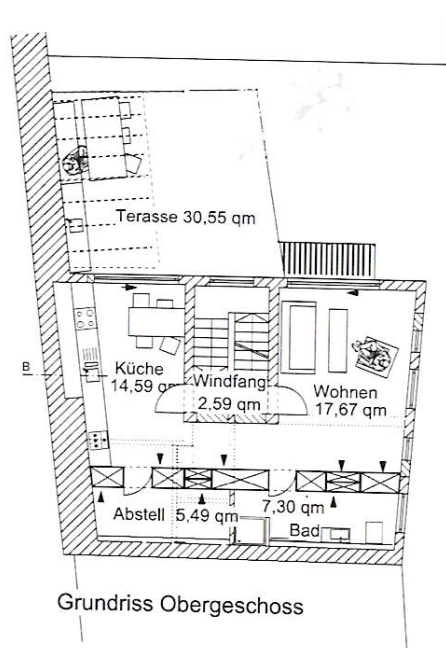 Terasse 30,55 qm
B
Küche
14,59 qm
Windfang
2,59 qm
Wohnen
17,67 qm
Abstell 5,49 qm
7,30 qm
Bad
Grundriss Obergeschoss